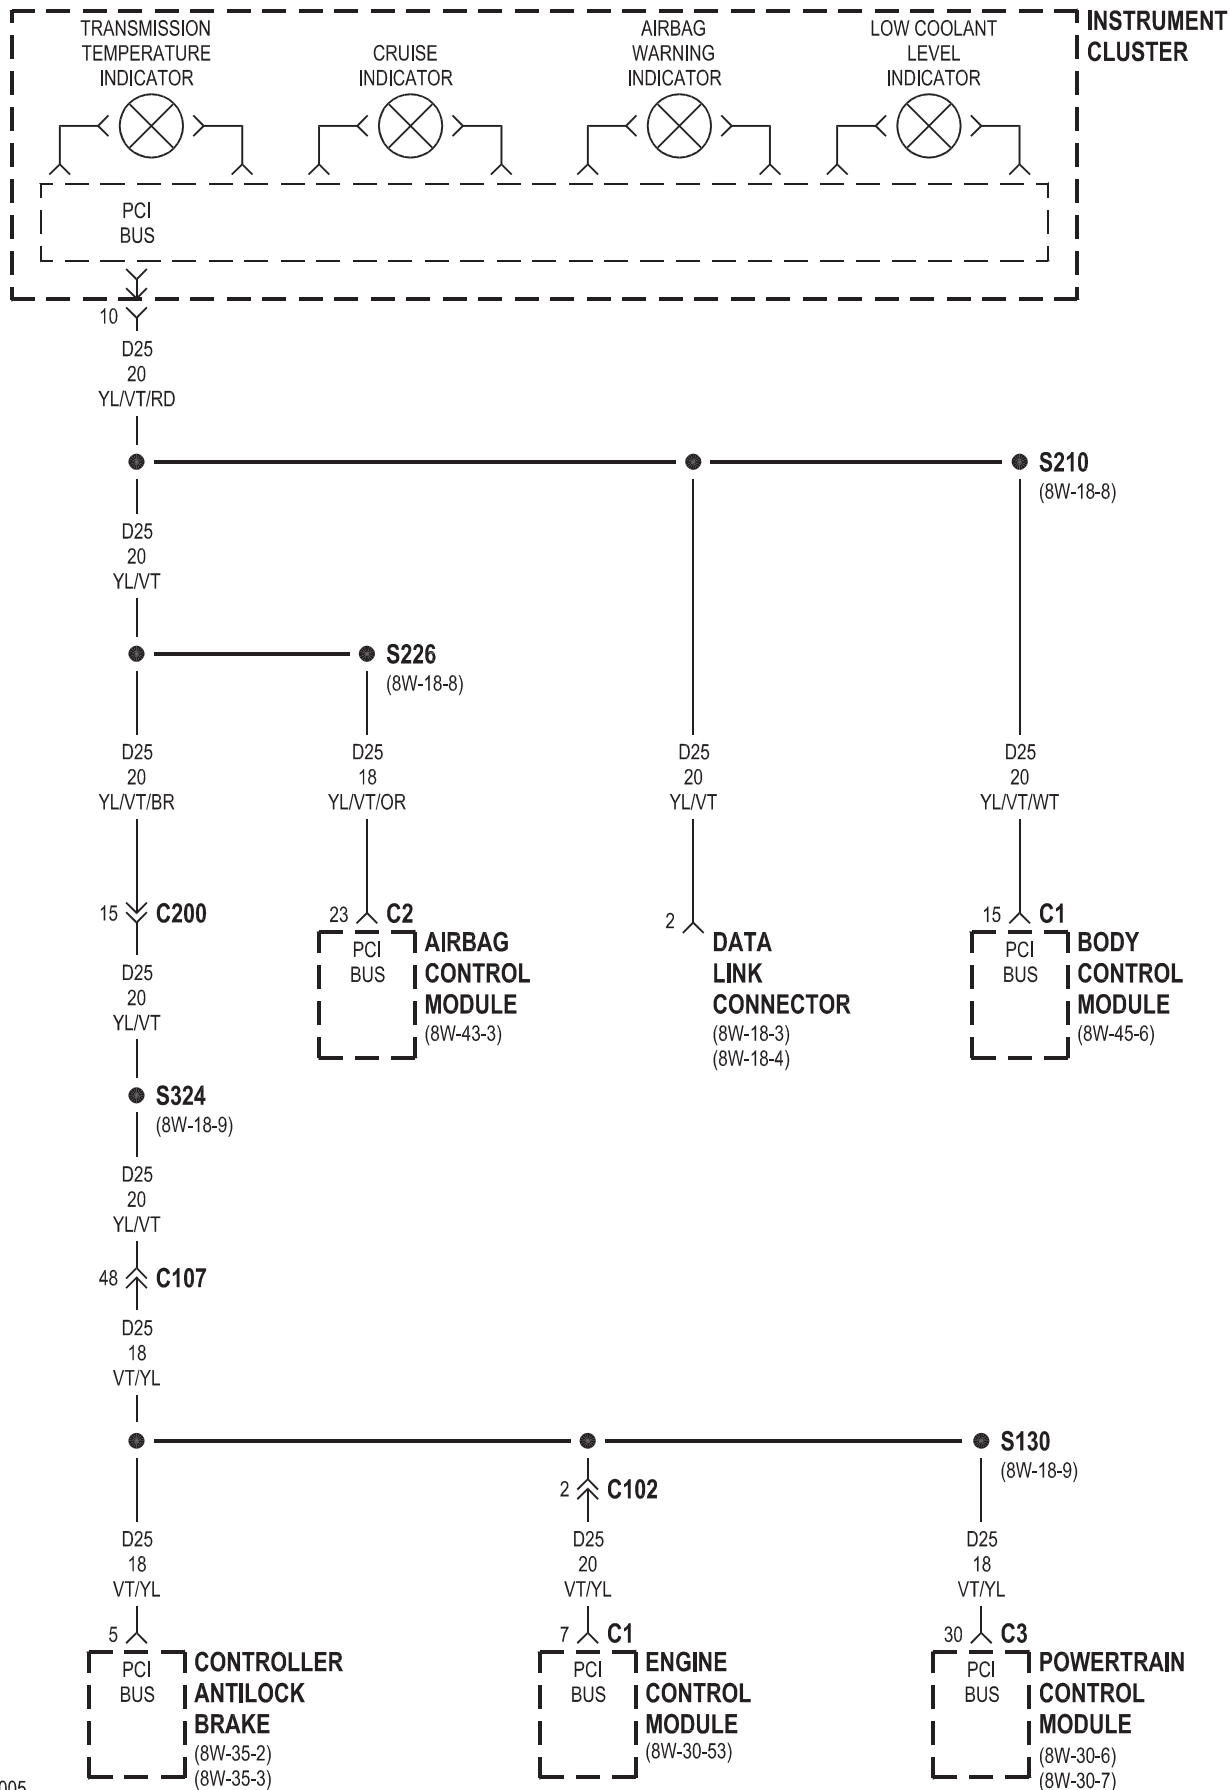 INSTRUMENT
CLUSTER
TRANSMISSION
TEMPERATURE
INDICATOR
CRUISE
INDICATOR
AIRBAG
WARNING
INDICATOR
LOW COOLANT
LEVEL
INDICATOR
PCI
BUS
10
D25
20
YL/VT/RD
S210
(8W-18-8)
D25
20
YL/VT
S226
(8W-18-8)
D25
20
YL/VT/BR
D25
18
YL/VT/OR
D25
20
YL/VT
D25
20
YL/VT/WT
15 C200
23 C2
PCI
BUS
AIRBAG
CONTROL
MODULE
(8W-43-3)
2
DATA
LINK
CONNECTOR
(8W-18-3)
(8W-18-4)
15 C1
PCI
BUS
BODY
CONTROL
MODULE
(8W-45-6)
D25
20
YL/VT
S324
(8W-18-9)
D25
20
YL/VT
48 C107
D25
18
VT/YL
S130
(8W-18-9)
2 C102
D25
18
VT/YL
D25
20
VT/YL
D25
18
VT/YL
5
PCI
BUS
CONTROLLER
ANTILOCK
BRAKE
(8W-35-2)
(8W-35-3)
7 C1
PCI
BUS
ENGINE
CONTROL
MODULE
(8W-30-53)
30 C3
PCI
BUS
POWERTRAIN
CONTROL
MODULE
(8W-30-6)
(8W-30-7)